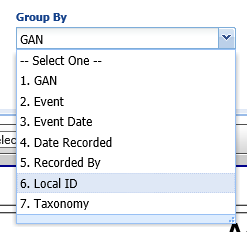 Group By
GAN
-- Select One --
1. GAN
2. Event
3. Event Date
4. Date Recorded
5. Recorded By
6. Local ID
7. Taxonomy